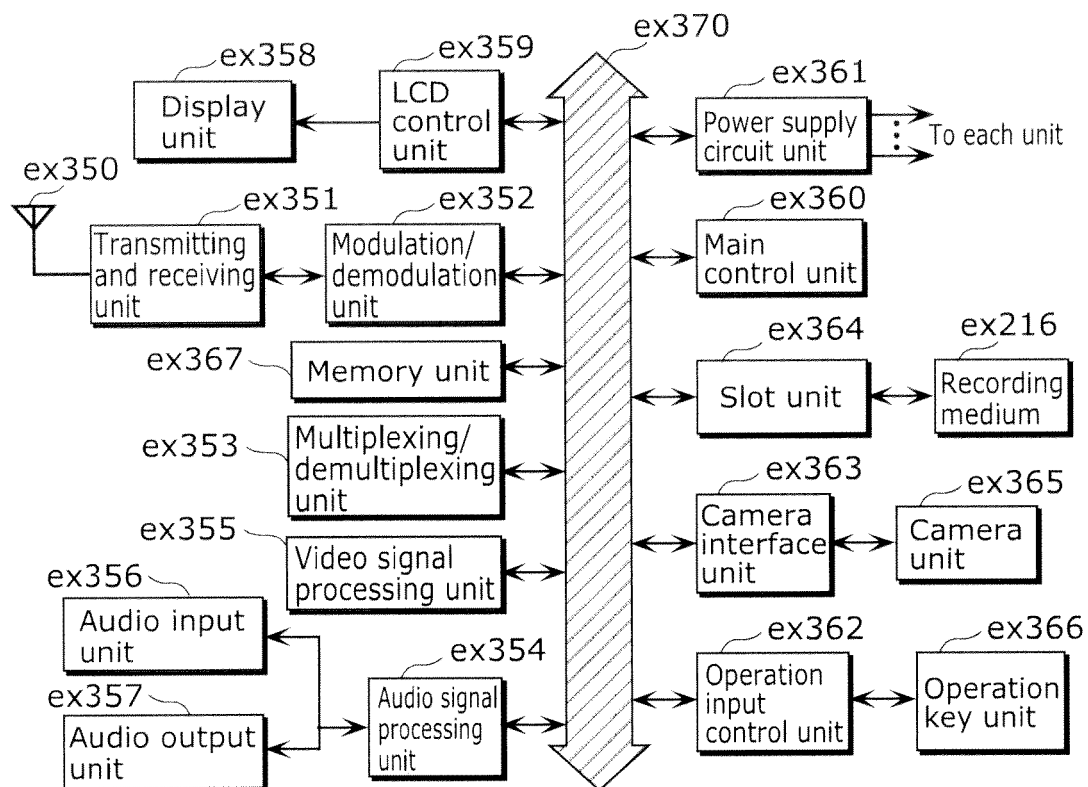 ex370
ex359
ex358
ex361
Display
unit
LCD
control
unit
Power supply
circuit unit
To each unit
ex350
ex351
ex352
ex360
Transmitting
and receiving
unit
Modulation/
demodulation
unit
Main
control unit
ex364
ex216
ex367
Memory unit
Slot unit
Recording
medium
ex353
Multiplexing/
demultiplexing
unit
ex363
ex365
Camera
interface
unit
Camera
unit
ex355
Video signal
processing unit
ex356
Audio input
unit
ex354
ex362
ex366
ex357
Audio output
unit
Audio signal
processing
unit
Operation
input
control unit
Operation
key unit